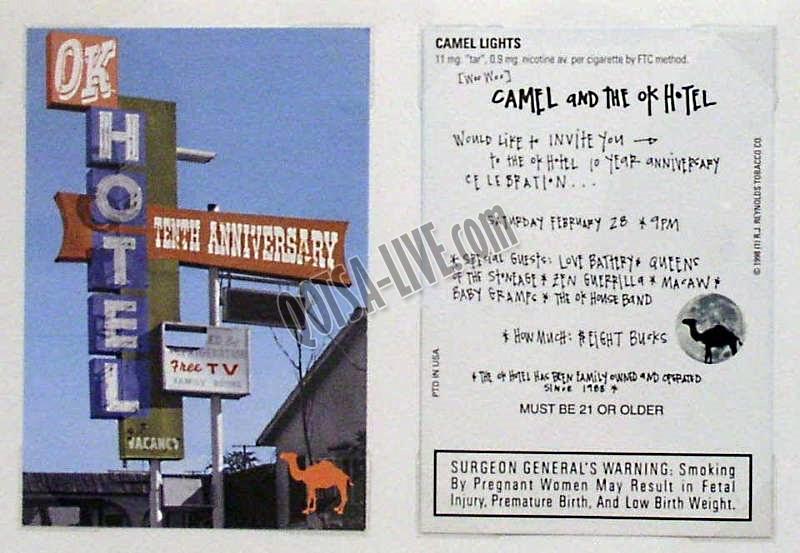 OK
HOTEL
TENTH ANNIVERSARY
REFRIGERATION
Free TV
FAMILY ROOMS
VACANCY
CAMEL LIGHTS
11 mg. "tar", 0.9 mg. nicotine av. per cigarette by FTC method.
[Woo Woo]
CAMEL and THE OK HOTEL
WOULD LIKE to INVITE YOU →
to THE OK HOTEL 10 YEAR ANNIVERSARY
CELEBRATION...
SATURDAY FEBRUARY 28 * 9PM
* SPECIAL GUESTS: LOVE BATTERY * QUEENS
OF THE STONEAGE * ZEN GUERRILLA * MACAW *
BABY GRAMPS * THE OK HOUSE BAND
* HOW MUCH: EIGHT BUCKS
* THE OK HOTEL HAS BEEN FAMILY OWNED AND OPERATED
SINCE 1988 *
MUST BE 21 OR OLDER
SURGEON GENERAL'S WARNING: Smoking
By Pregnant Women May Result in Fetal
Injury, Premature Birth, And Low Birth Weight.
PTD IN USA
© 1998 (1) R.J. REYNOLDS TOBACCO CO.
QOTSA-LIVE.com